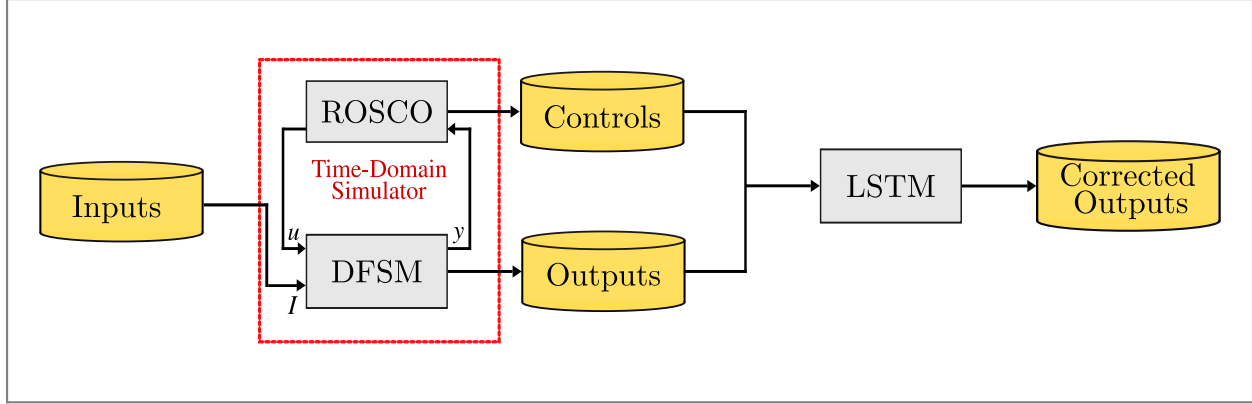 ROSCO
Controls
Time-Domain
Simulator
Inputs
u
y
DFSM
I
Outputs
LSTM
Corrected
Outputs